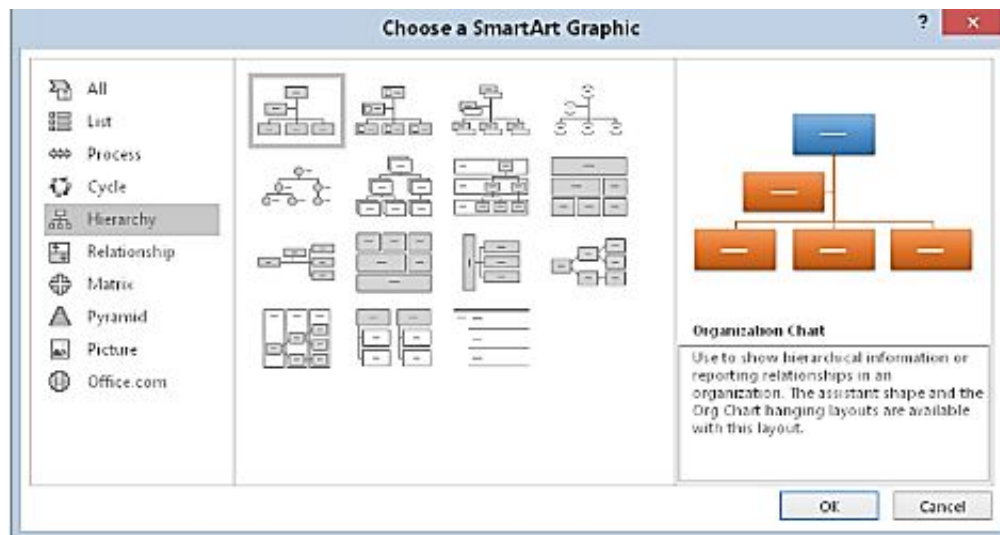 Choose a SmartArt Graphic
?
All
List
Process
Cycle
Hierarchy
Relationship
Matrix
Pyramid
Picture
Office.com
Organization Chart
Use to show hierarchical information or
reporting relationships in an
organization. The assistant shape and the
Org Chart hanging layouts are available
with this layout.
OK
Cancel